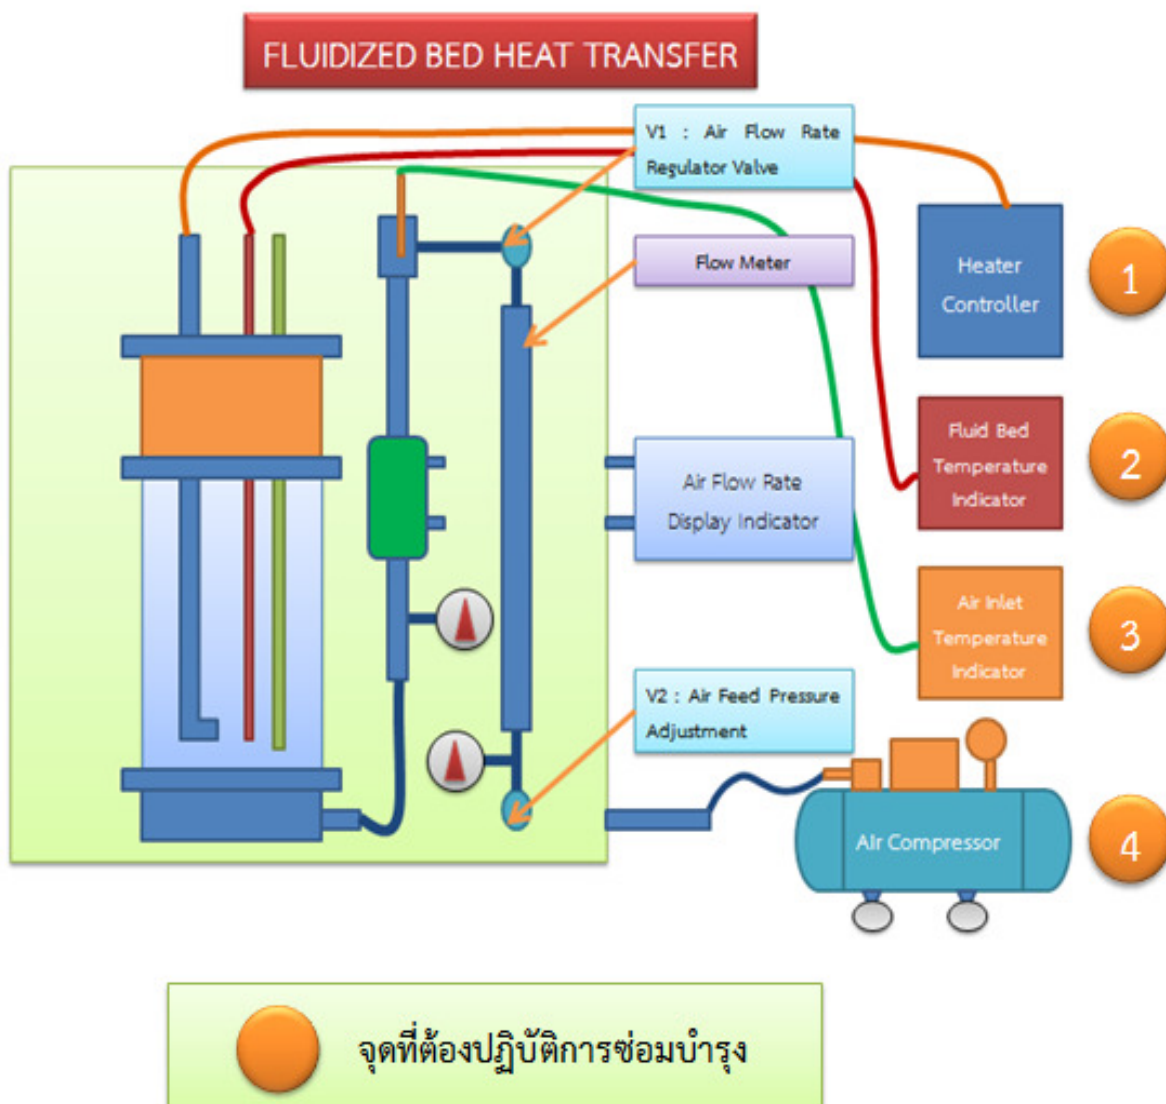 FLUIDIZED BED HEAT TRANSFER
V1 : Air Flow Rate
Regulator Valve
Flow Meter
Heater
Controller
1
Fluid Bed
Temperature
Indicator
2
Air Flow Rate
Display Indicator
Air Inlet
Temperature
Indicator
3
V2 : Air Feed Pressure
Adjustment
Air Compressor
4
จุดที่ต้องปฏิบัติการซ่อมบำรุง